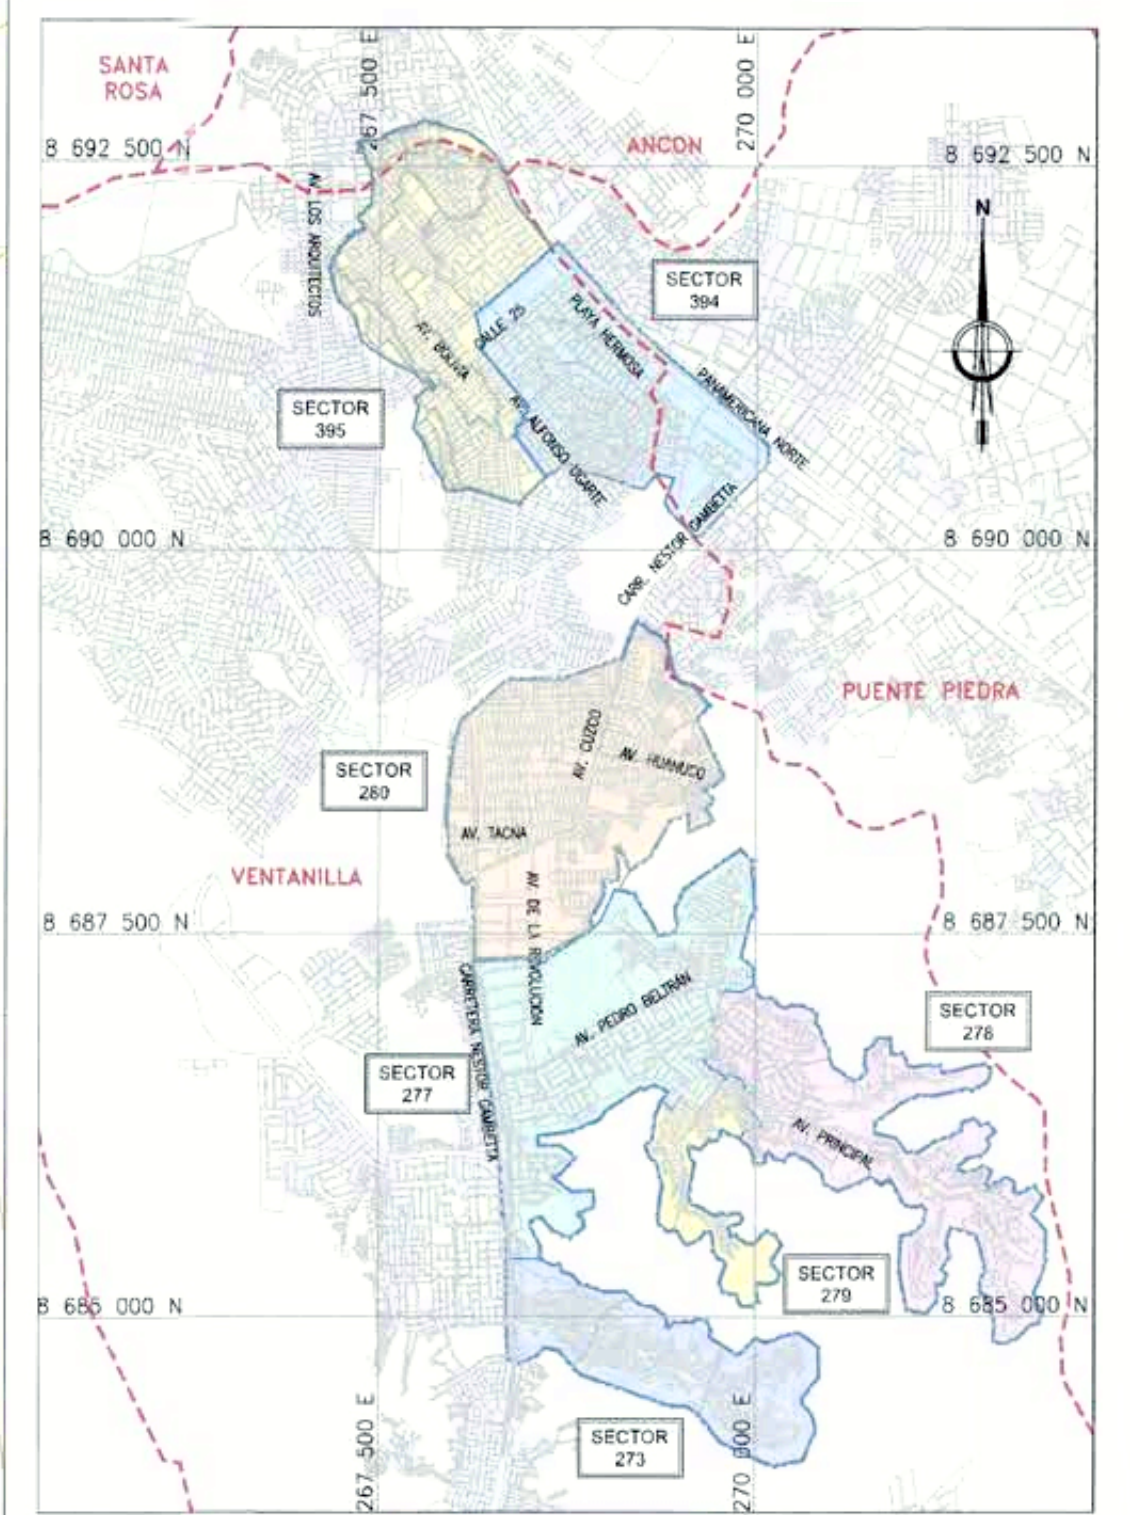 SANTA
ROSA
267 500 E
270 000 E
ANCON
8 692 500 N
8 692 500 N
N
AV. LOS ARQUITECTOS
SECTOR
394
CALLE 25
PLAYA HERMOSA
AV. BOLIVIA
PANAMERICANA NORTE
SECTOR
395
AV. ALFONSO UGARTE
CARR. NESTOR GAMBETTA
8 690 000 N
8 690 000 N
PUENTE PIEDRA
AV. CUZCO
AV. HUANUCO
SECTOR
280
AV. TACNA
VENTANILLA
AV. DE LA REVOLUCION
8 687 500 N
8 687 500 N
CARRETERA NESTOR GAMBETTA
AV. PEDRO BELTRÁN
SECTOR
278
SECTOR
277
AV. PRINCIPAL
SECTOR
279
8 685 000 N
8 685 000 N
267 500 E
270 000 E
SECTOR
273